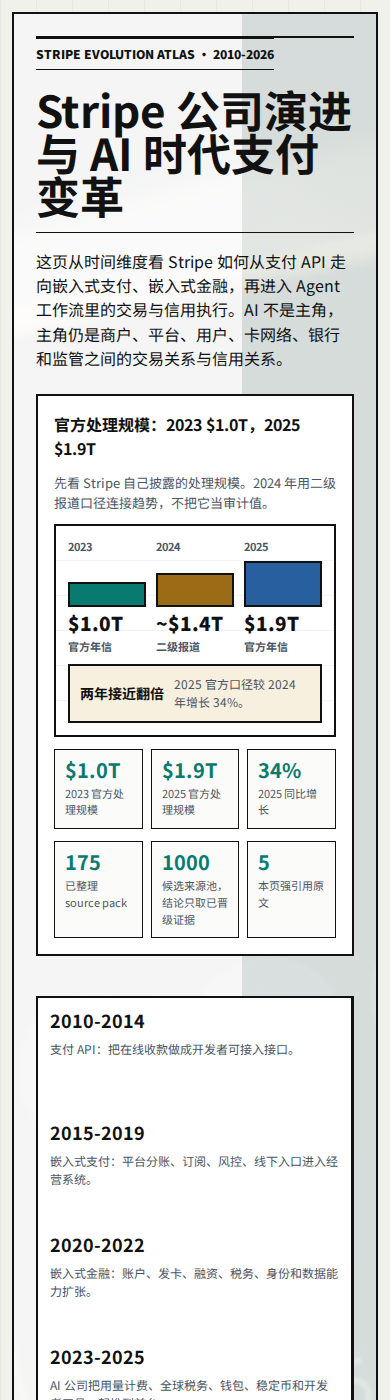 STRIPE EVOLUTION ATLAS • 2010-2026
Stripe 公司演进
与 AI 时代支付
变革
这页从时间维度看 Stripe 如何从支付 API 走
向嵌入式支付、嵌入式金融，再进入 Agent
工作流里的交易与信用执行。AI 不是主角，
主角仍是商户、平台、用户、卡网络、银行
和监管之间的交易关系与信用关系。
官方处理规模：2023 $1.0T，2025
$1.9T
先看 Stripe 自己披露的处理规模。2024 年用二级
报道口径连接趋势，不把它当审计值。
2023 2024 2025
$1.0T ~$1.4T $1.9T
官方年信 二级报道 官方年信
两年接近翻倍
2025 官方口径较 2024
年增长 34%。
$1.0T
2023 官方处
理规模
$1.9T
2025 官方处
理规模
34%
2025 同比增
长
175
已整理
source pack
1000
候选来源池，
结论只取已晋
级证据
5
本页强引用原
文
2010-2014
支付 API：把在线收款做成开发者可接入接口。
2015-2019
嵌入式支付：平台分账、订阅、风控、线下入口进入经
营系统。
2020-2022
嵌入式金融：账户、发卡、融资、税务、身份和数据能
力扩张。
2023-2025
AI 公司把用量计费、全球税务、钱包、稳定币和开发